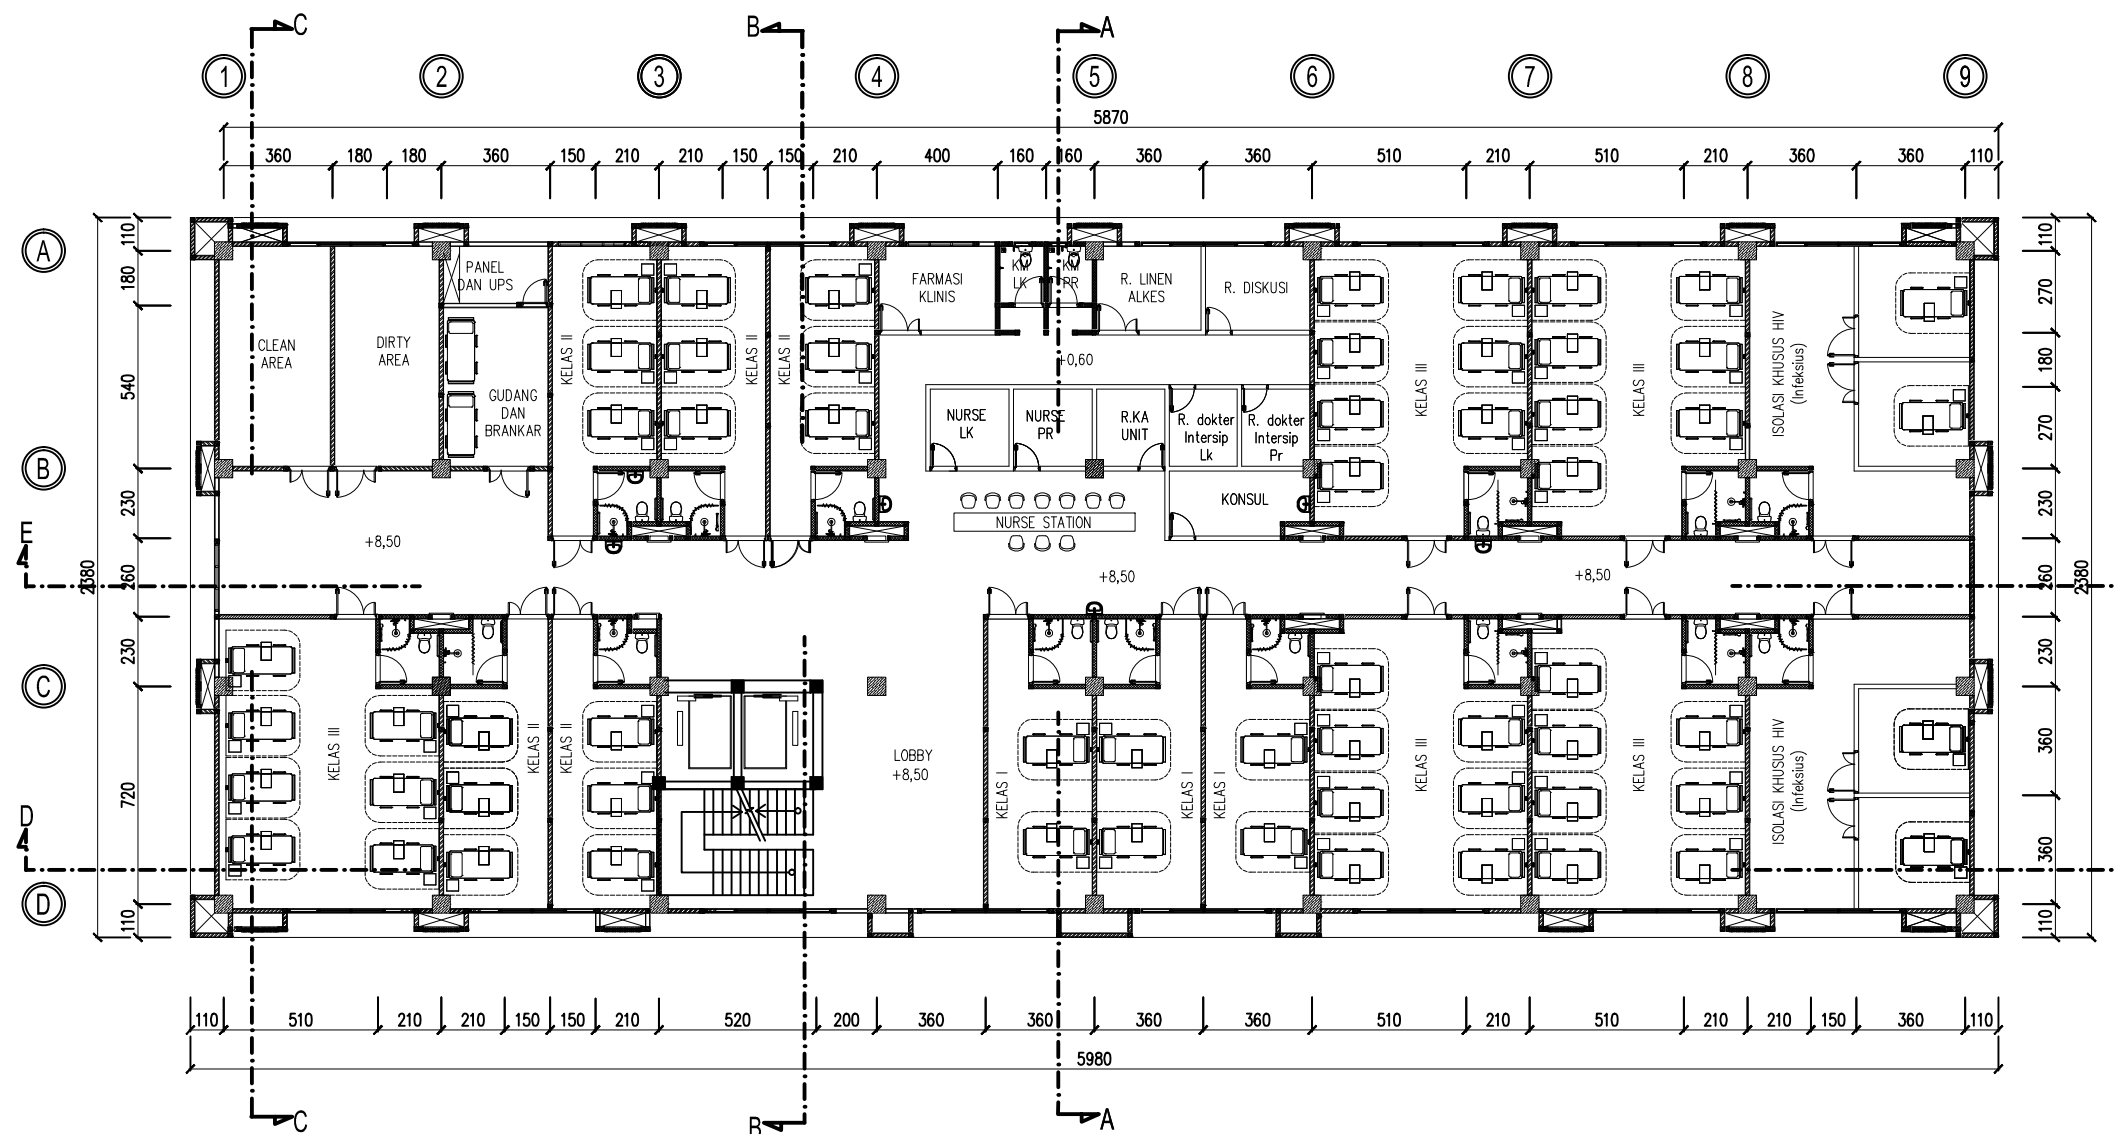 C
B
A
1
2
3
4
5
6
7
8
9
5870
360 180 180 360 150 210 210 150 150 210 400 160 160 360 360 510 210 510 210 360 360 110
A
B
C
D
E
D
110
180
540
230
260
230
720
110
2380
110
270
180
270
230
260
230
360
360
110
2380
CLEAN
AREA
DIRTY
AREA
PANEL
DAN UPS
GUDANG
DAN
BRANKAR
KELAS II
KELAS II
KELAS II
FARMASI
KLINIS
KM
LK
KM
PR
R. LINEN
ALKES
R. DISKUSI
+0,60
NURSE
LK
NURSE
PR
R.KA
UNIT
R. dokter
Intersip
Lk
R. dokter
Intersip
Pr
KONSUL
NURSE STATION
KELAS III
KELAS III
ISOLASI KHUSUS HIV
(Infeksius)
+8,50
+8,50
+8,50
KELAS III
KELAS II
KELAS II
LOBBY
+8,50
KELAS I
KELAS I
KELAS I
KELAS III
KELAS III
ISOLASI KHUSUS HIV
(Infeksius)
110 510 210 210 150 150 210 520 200 360 360 360 360 510 210 510 210 210 150 360 110
5980
C
B
A